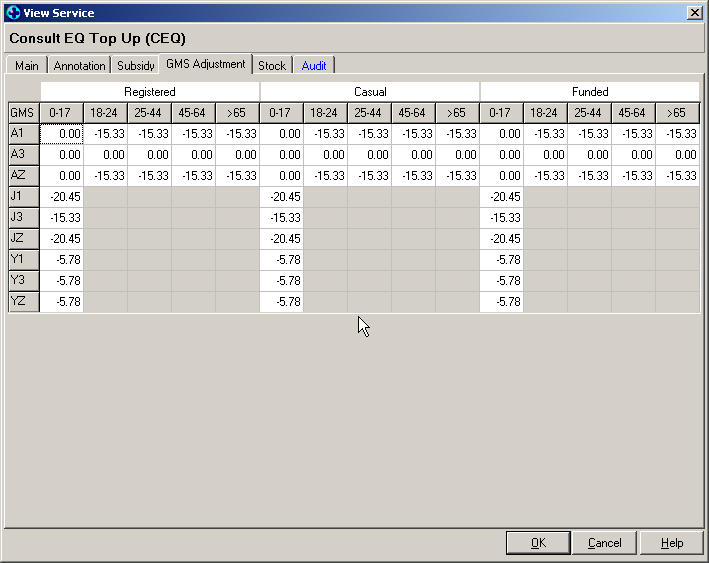 View Service
Consult EQ Top Up (CEQ)
Main Annotation Subsidy GMS Adjustment Stock Audit
Registered Casual Funded
GMS 0-17 18-24 25-44 45-64 >65 0-17 18-24 25-44 45-64 >65 0-17 18-24 25-44 45-64 >65
A1 0.00 -15.33 -15.33 -15.33 -15.33 0.00 -15.33 -15.33 -15.33 -15.33 0.00 -15.33 -15.33 -15.33 -15.33
A3 0.00 0.00 0.00 0.00 0.00 0.00 0.00 0.00 0.00 0.00 0.00 0.00 0.00 0.00 0.00
AZ 0.00 -15.33 -15.33 -15.33 -15.33 0.00 -15.33 -15.33 -15.33 -15.33 0.00 -15.33 -15.33 -15.33 -15.33
J1 -20.45 -20.45 -20.45
J3 -15.33 -15.33 -15.33
JZ -20.45 -20.45 -20.45
Y1 -5.78 -5.78 -5.78
Y3 -5.78 -5.78 -5.78
YZ -5.78 -5.78 -5.78
OK Cancel Help